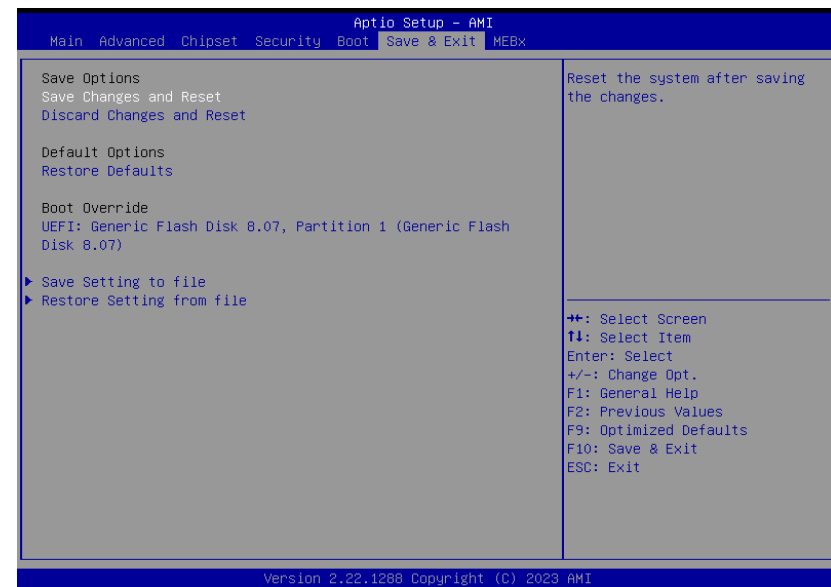 Aptio Setup – AMI
Main Advanced Chipset Security Boot Save & Exit MEBx
Save Options
Save Changes and Reset
Discard Changes and Reset
Default Options
Restore Defaults
Boot Override
UEFI: Generic Flash Disk 8.07, Partition 1 (Generic Flash
Disk 8.07)
Save Setting to file
Restore Setting from file
Reset the system after saving
the changes.
→←: Select Screen
↑↓: Select Item
Enter: Select
+/-: Change Opt.
F1: General Help
F2: Previous Values
F9: Optimized Defaults
F10: Save & Exit
ESC: Exit
Version 2.22.1288 Copyright (C) 2023 AMI